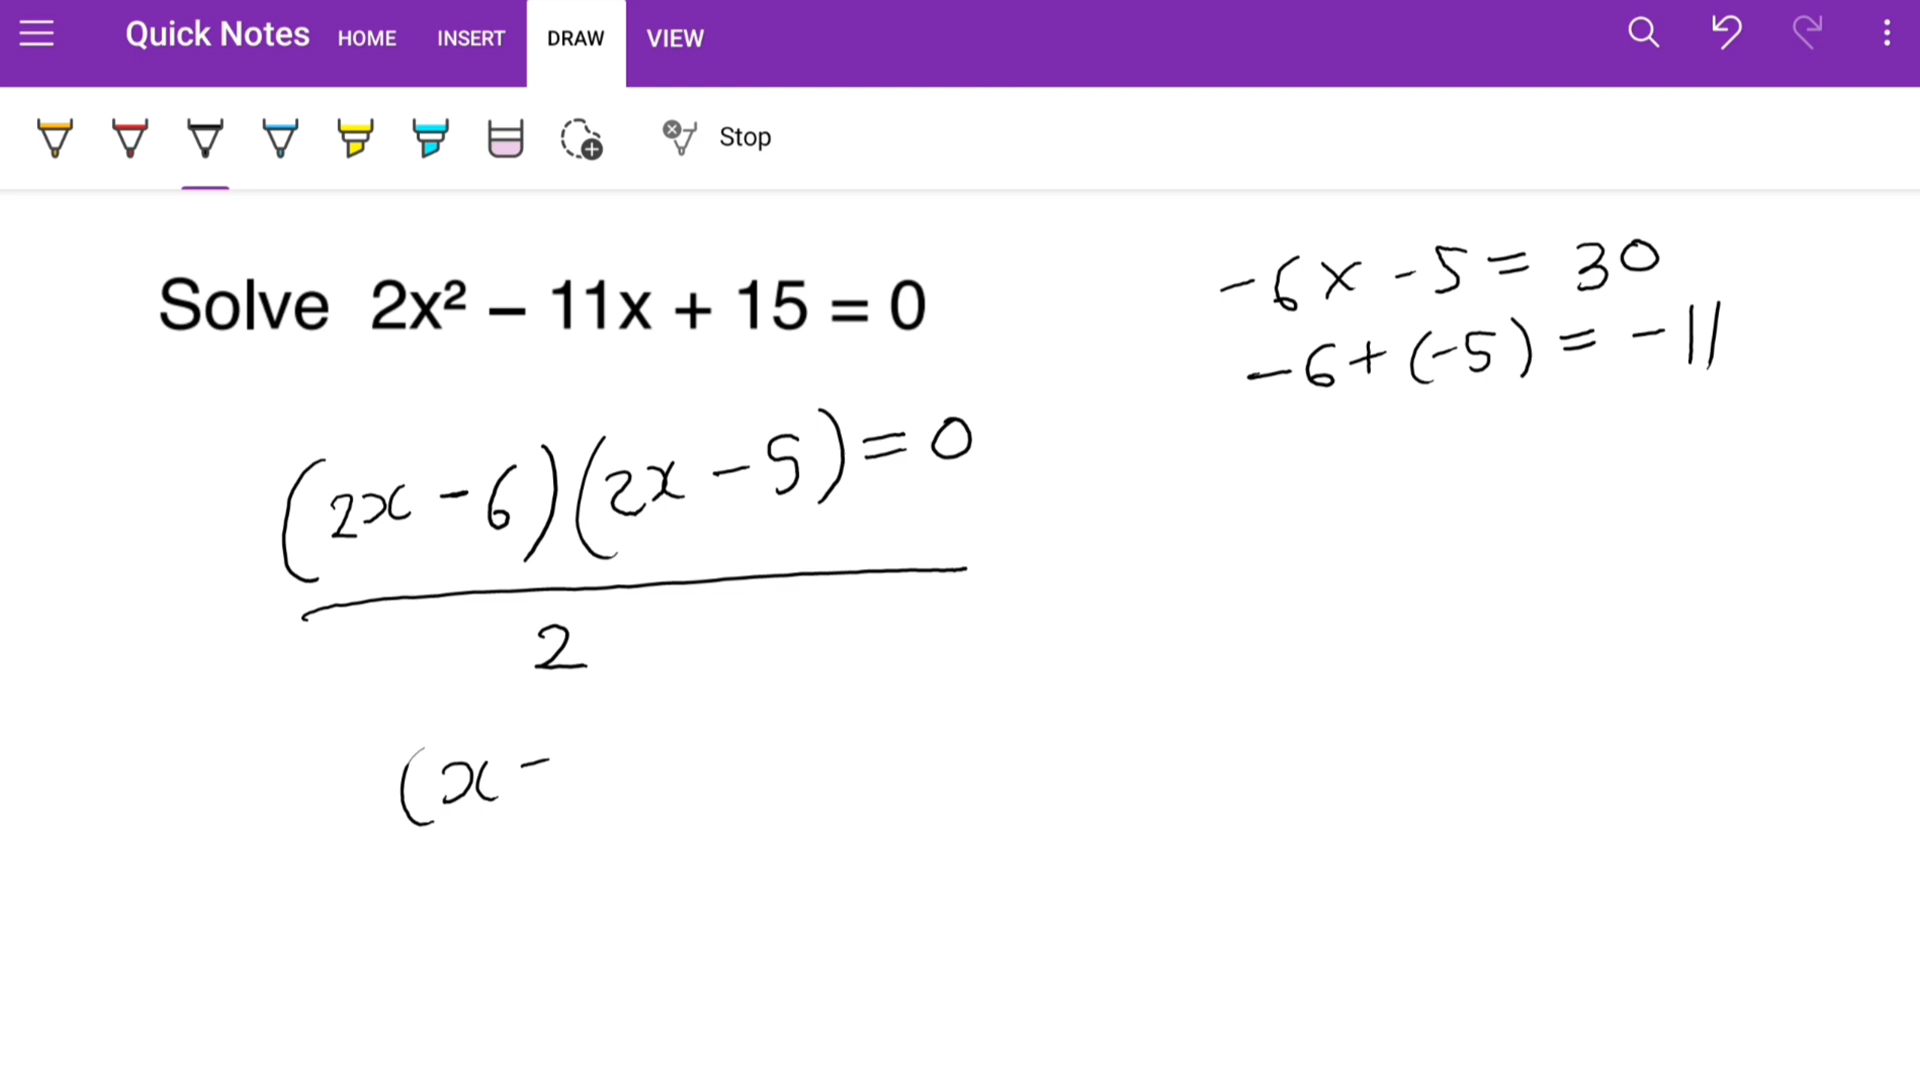 Quick Notes HOME INSERT DRAW VIEW
Stop
Solve 2x² – 11x + 15 = 0
-6 x -5 = 30
-6 + (-5) = -11
(2x - 6)(2x - 5) = 0
2
(x -